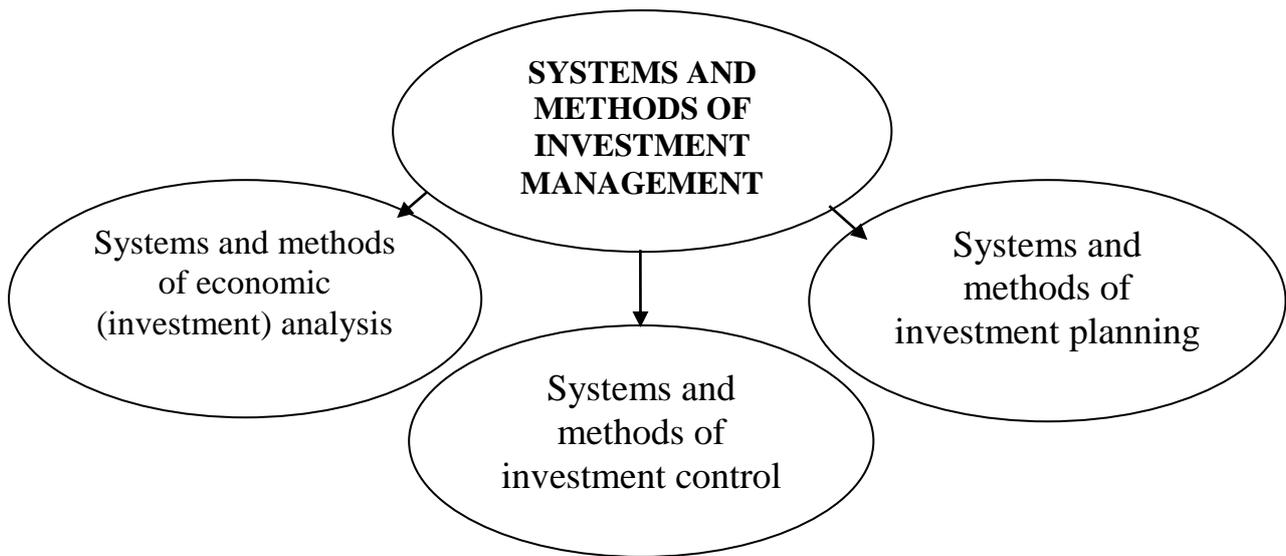 SYSTEMS AND
METHODS OF
INVESTMENT
MANAGEMENT
Systems and methods
of economic
(investment) analysis
Systems and
methods of
investment control
Systems and
methods of
investment planning